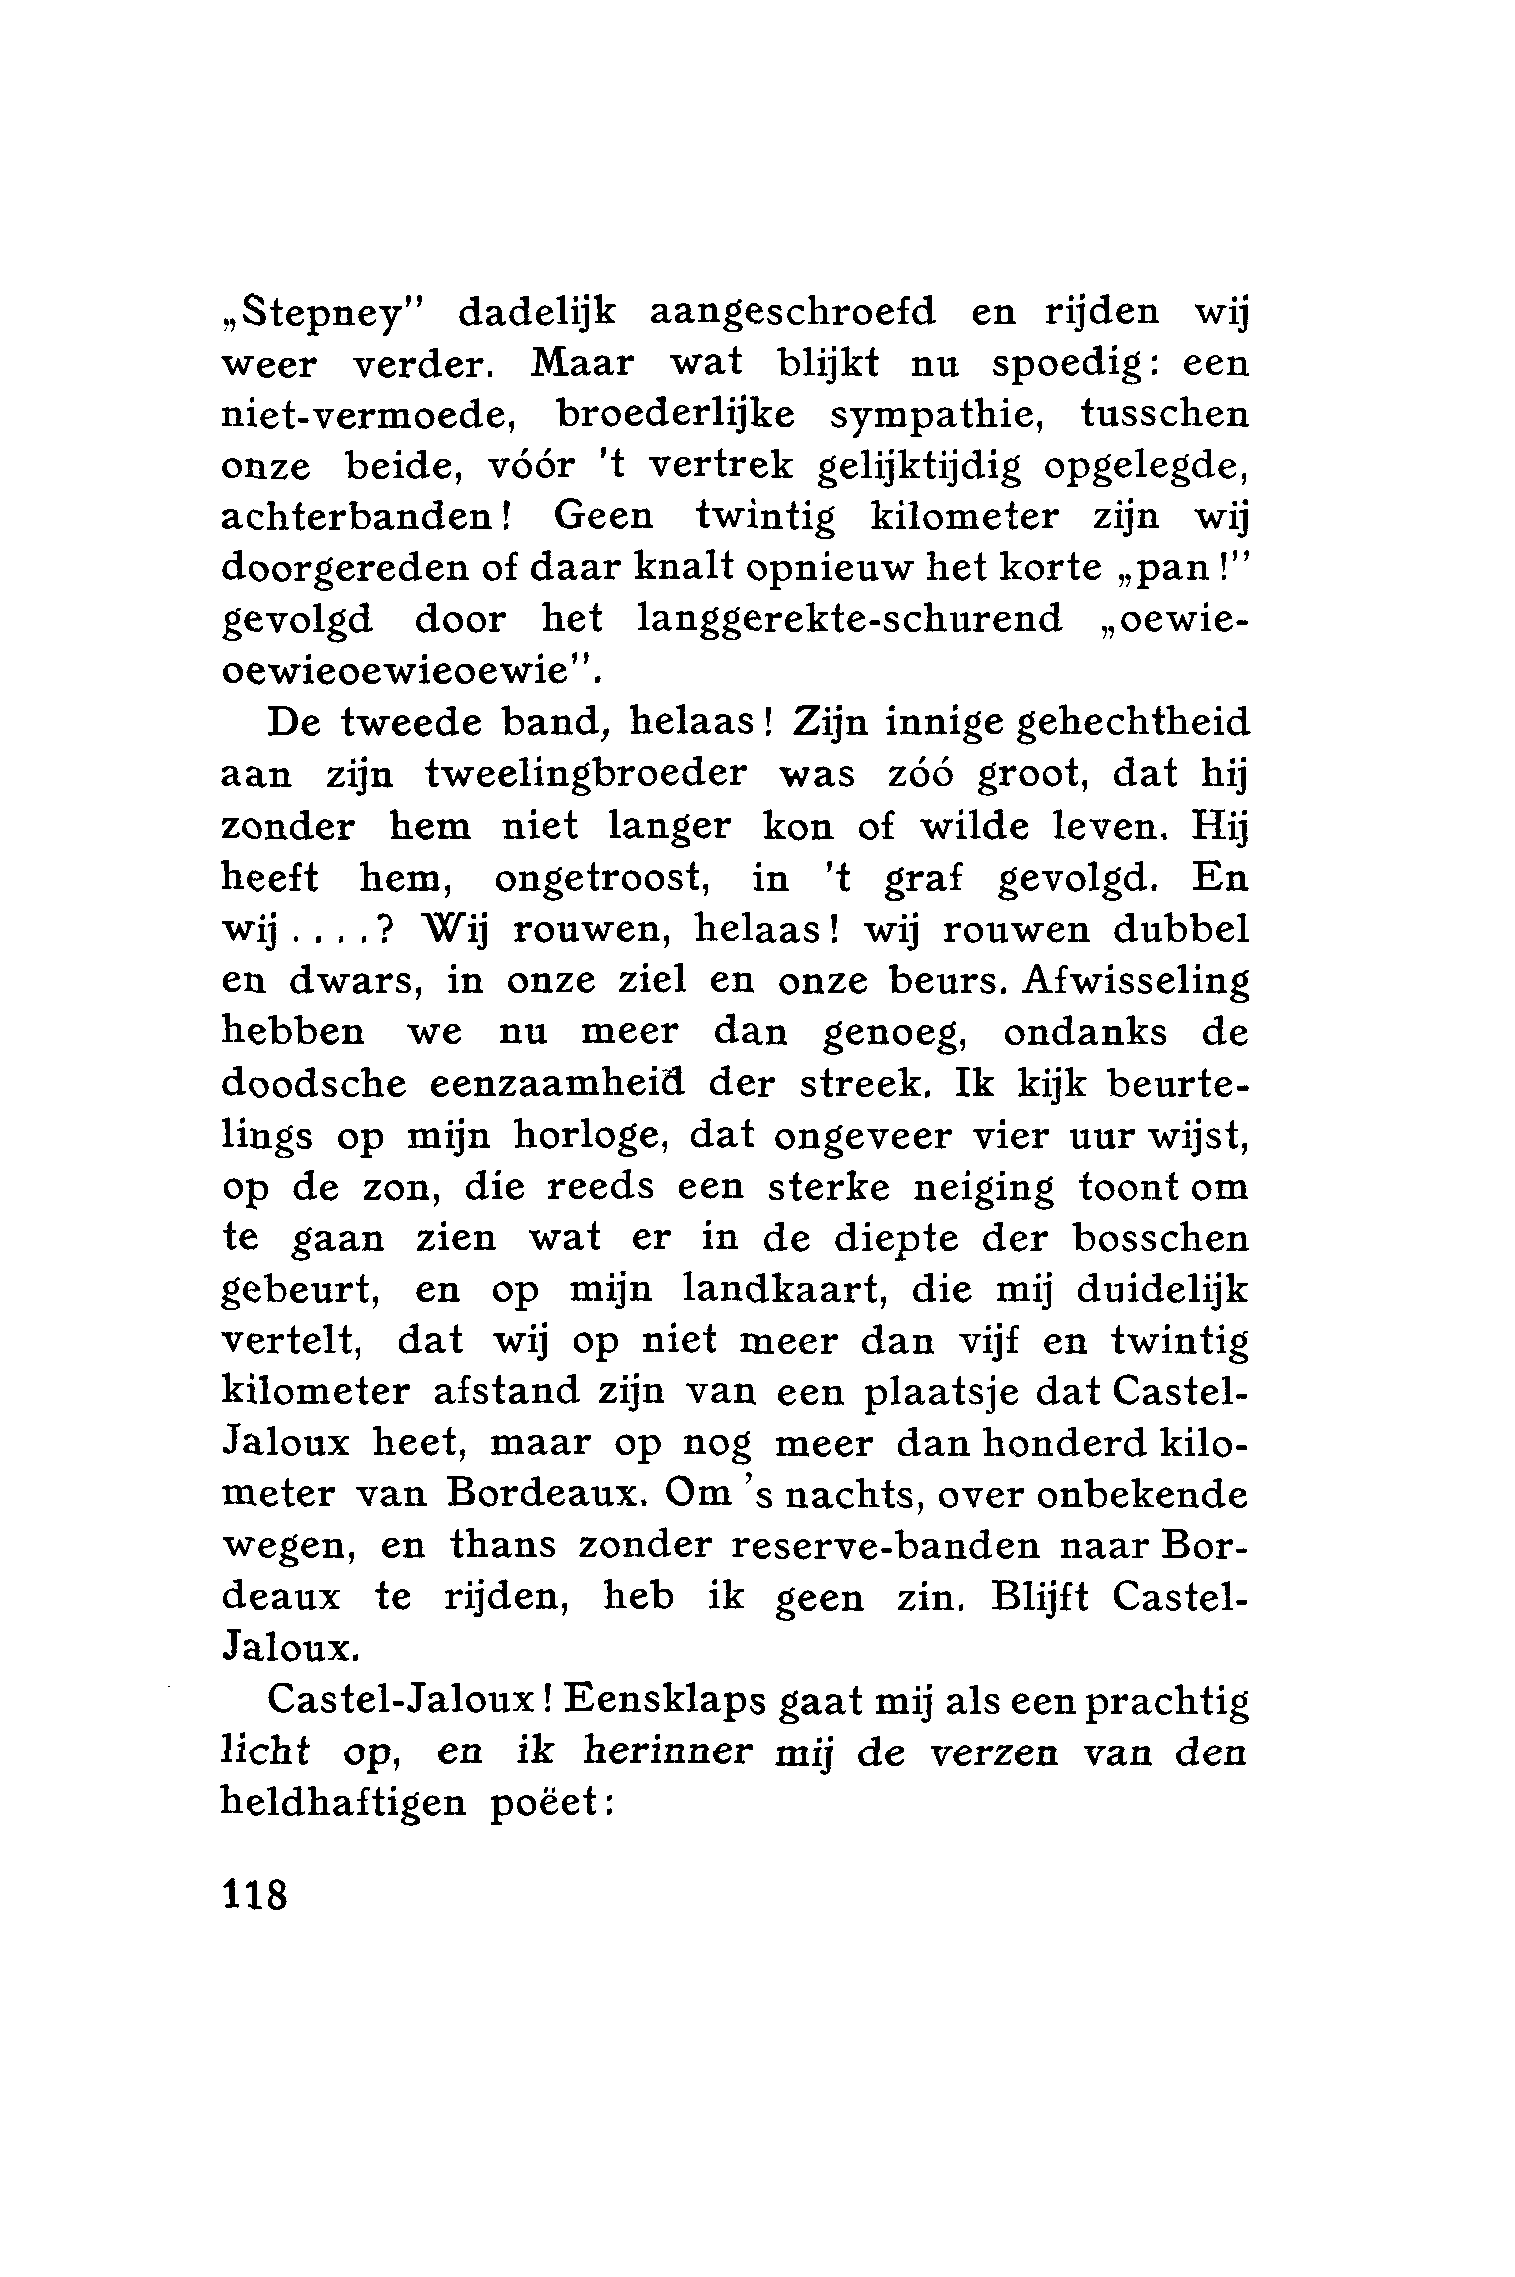 „Stepney” dadelijk aangeschroefd en rijden wij
weer verder. Maar wat blijkt nu spoedig: een
niet-vermoede, broederlijke sympathie, tusschen
onze beide, vóór 't vertrek gelijktijdig opgelegde,
achterbanden! Geen twintig kilometer zijn wij
doorgereden of daar knalt opnieuw het korte „pan!”
gevolgd door het langgerekte-schurend „oewie-
oewieoewieoewie”.
De tweede band, helaas! Zijn innige gehechtheid
aan zijn tweelingbroeder was zóó groot, dat hij
zonder hem niet langer kon of wilde leven. Hij
heeft hem, ongetroost, in 't graf gevolgd. En
wij....? Wij rouwen, helaas! wij rouwen dubbel
en dwars, in onze ziel en onze beurs. Afwisseling
hebben we nu meer dan genoeg, ondanks de
doodsche eenzaamheid der streek. Ik kijk beurte-
lings op mijn horloge, dat ongeveer vier uur wijst,
op de zon, die reeds een sterke neiging toont om
te gaan zien wat er in de diepte der bosschen
gebeurt, en op mijn landkaart, die mij duidelijk
vertelt, dat wij op niet meer dan vijf en twintig
kilometer afstand zijn van een plaatsje dat Castel-
Jaloux heet, maar op nog meer dan honderd kilo-
meter van Bordeaux. Om 's nachts, over onbekende
wegen, en thans zonder reserve-banden naar Bor-
deaux te rijden, heb ik geen zin. Blijft Castel-
Jaloux.
Castel-Jaloux! Eensklaps gaat mij als een prachtig
licht op, en ik herinner mij de verzen van den
heldhaftigen poëet:
118